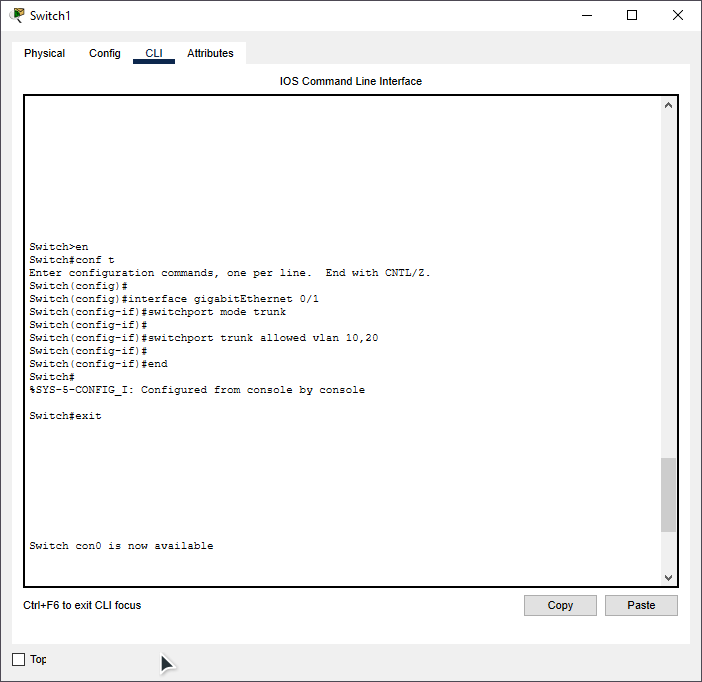 Switch1
Physical Config CLI Attributes
IOS Command Line Interface
Switch>en
Switch#conf t
Enter configuration commands, one per line.  End with CNTL/Z.
Switch(config)#
Switch(config)#interface gigabitEthernet 0/1
Switch(config-if)#switchport mode trunk
Switch(config-if)#
Switch(config-if)#switchport trunk allowed vlan 10,20
Switch(config-if)#
Switch(config-if)#end
Switch#
%SYS-5-CONFIG_I: Configured from console by console
Switch#exit
Switch con0 is now available
Ctrl+F6 to exit CLI focus
Copy Paste
Top